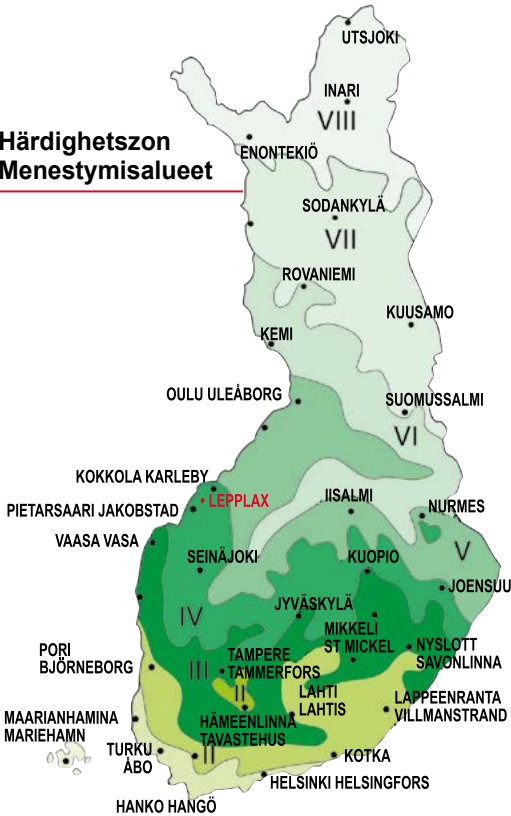 UTSJOKI
INARI
VIII
Härdighetszon
Menestymisalueet
ENONTEKIÖ
SODANKYLÄ
VII
ROVANIEMI
KUUSAMO
KEMI
OULU ULEÅBORG
SUOMUSSALMI
VI
KOKKOLA KARLEBY
LEPPLAX
IISALMI
PIETARSAARI JAKOBSTAD
NURMES
VAASA VASA
SEINÄJOKI
KUOPIO
V
JOENSUU
JYVÄSKYLÄ
IV
MIKKELI
ST MICKEL
NYSLOTT
SAVONLINNA
PORI
BJÖRNEBORG
III
TAMPERE
TAMMERFORS
II
LAHTI
LAHTIS
LAPPEENRANTA
VILLMANSTRAND
HÄMEENLINNA
TAVASTEHUS
MAARIANHAMINA
MARIEHAMN
TURKU
ÅBO
II
KOTKA
HELSINKI HELSINGFORS
HANKO HANGÖ